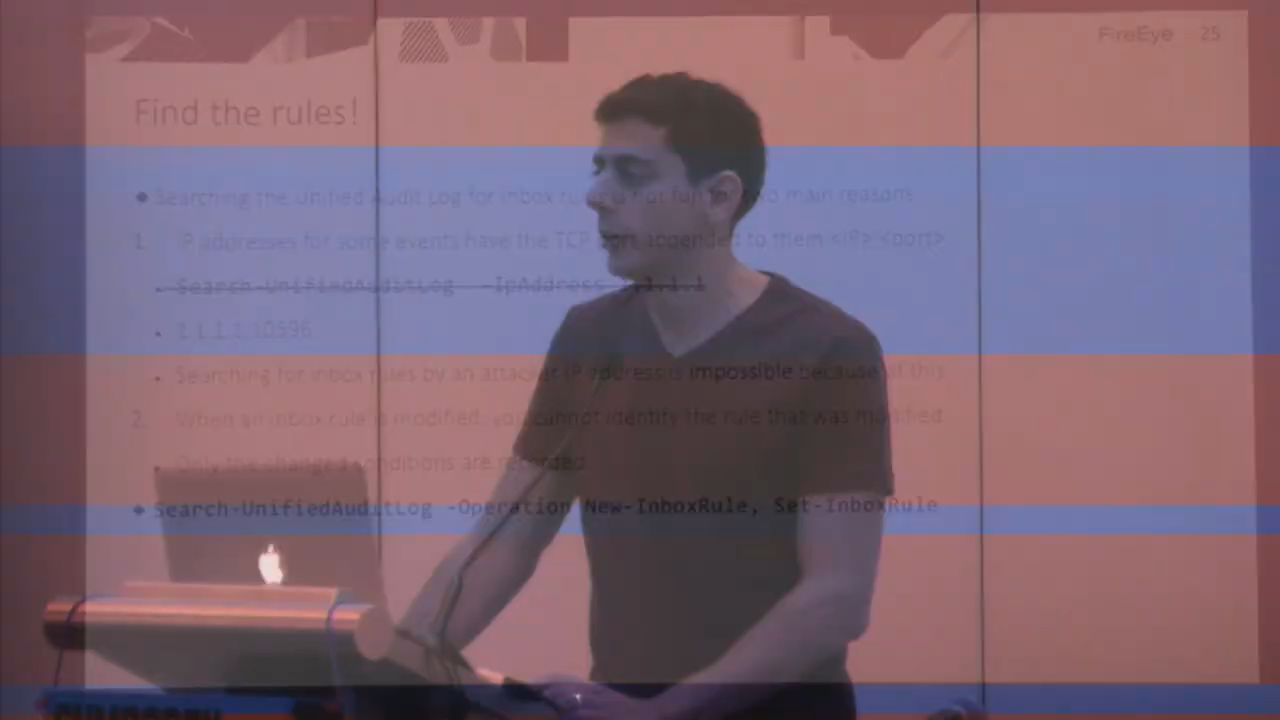 FireEye 25
Find the rules!
Searching the Unified Audit Log for inbox rules is not fun for two main reasons
1. IP addresses for some events have the TCP port appended to them <IP>:<port>
Search-UnifiedAuditLog -IpAddress 1.1.1.1
1.1.1.1:10596
Searching for inbox rules by an attacker IP address is impossible because of this
2. When an inbox rule is modified, you cannot identify the rule that was modified
Only the changed conditions are recorded
Search-UnifiedAuditLog -Operation New-InboxRule, Set-InboxRule